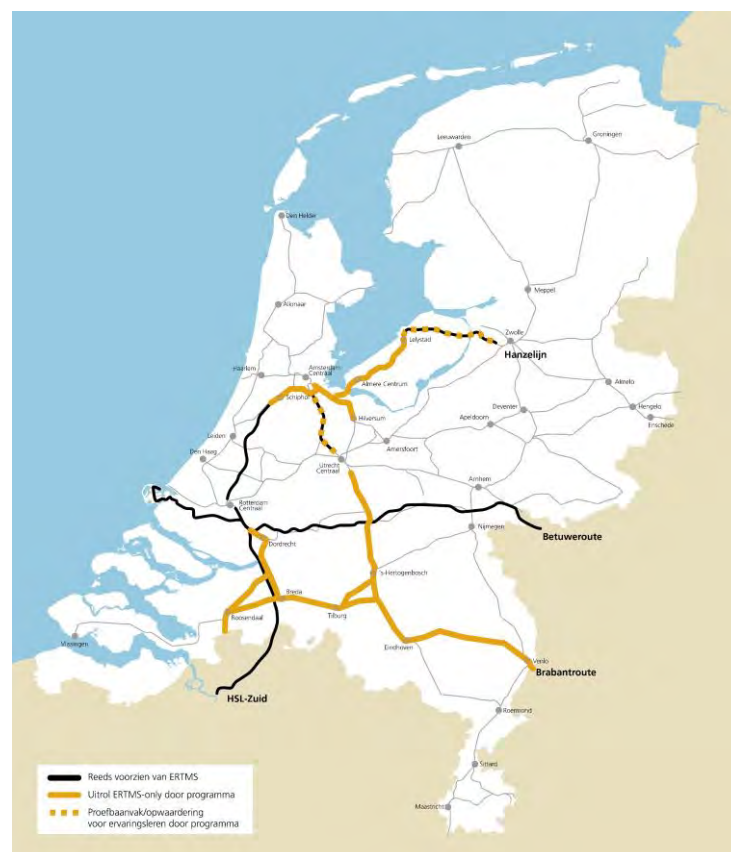 Leeuwarden
Groningen
Den Helder
Meppel
Alkmaar
Lelystad
Zwolle
Hanzelijn
Haarlem
Amsterdam
Centraal
Almere Centrum
Almelo
Schiphol
Deventer
Hengelo
Hilversum
Apeldoorn
Enschede
Leiden
Amersfoort
Den Haag
Utrecht
Centraal
Arnhem
Rotterdam
Centraal
Nijmegen
Betuweroute
Dordrecht
's-Hertogenbosch
Breda
Roosendaal
Tilburg
Vlissingen
Eindhoven
Venlo
Brabantroute
HSL-Zuid
Roermond
Sittard
Maastricht
Reeds voorzien van ERTMS
Uitrol ERTMS-only door programma
Proefbaanvak/opwaardering
voor ervaringsleren door programma